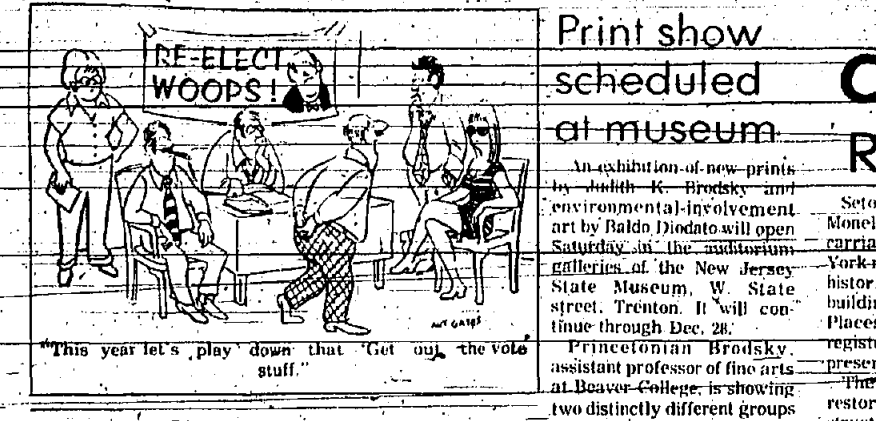 RE-ELECT
WOOPS!
ART GATES
"This year let's play down that 'Get out the vote'
stuff."
Print show
scheduled
at museum
An exhibition of new prints
by Judith K. Brodsky and
environmental-involvement
art by Baldo Diodato will open
Saturday in the auditorium
galleries of the New Jersey
State Museum, W. State
street, Trenton. It will con-
tinue through Dec. 28.
Princetonian Brodsky,
assistant professor of fine arts
at Beaver College, is showing
two distinctly different groups
C
R
Seto
Monel
carria
York-
histor
buildi
Place
regist
preser
The
restor